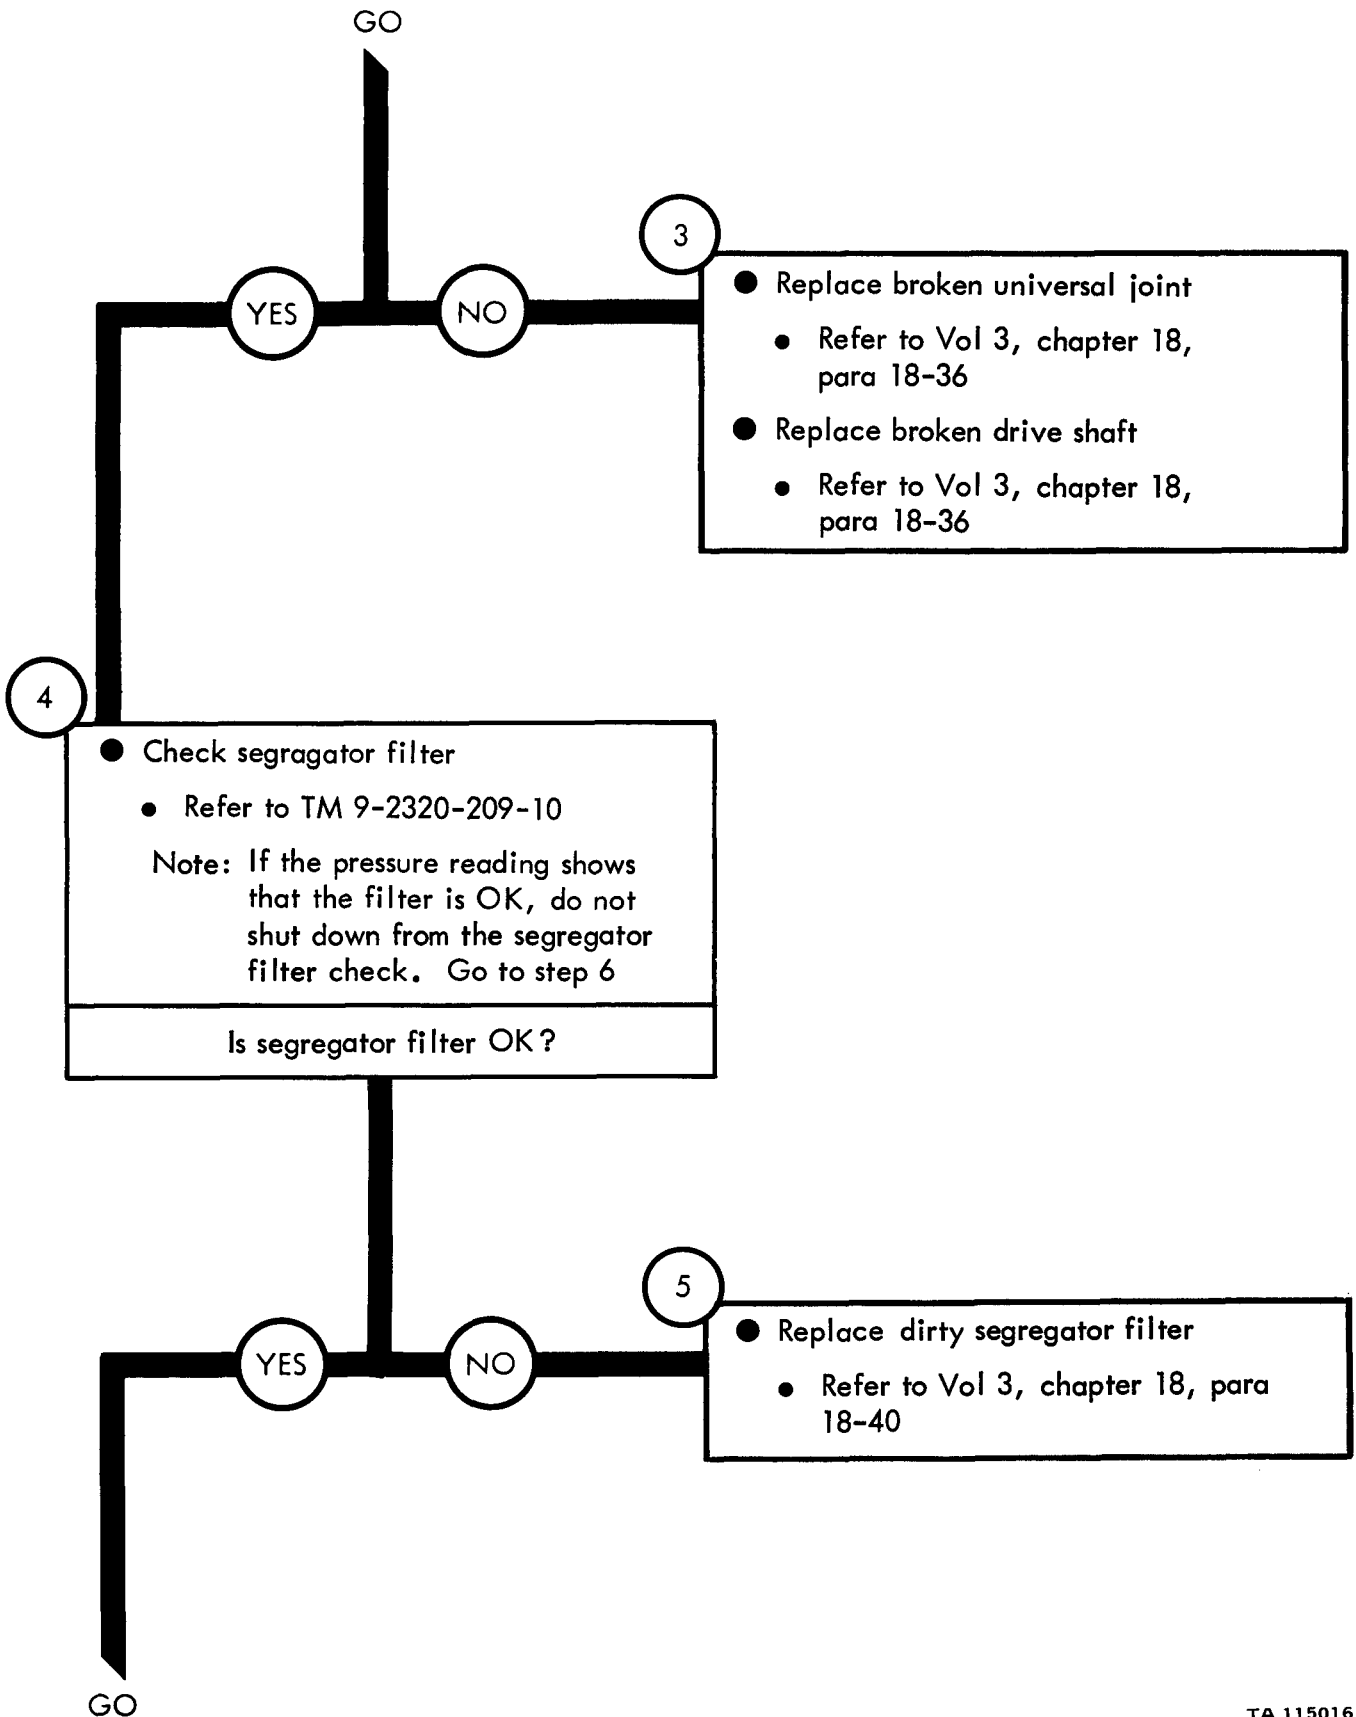 GO
3
YES
NO
● Replace broken universal joint
● Refer to Vol 3, chapter 18,
para 18-36
● Replace broken drive shaft
● Refer to Vol 3, chapter 18,
para 18-36
4
● Check segragator filter
● Refer to TM 9-2320-209-10
Note: If the pressure reading shows
that the filter is OK, do not
shut down from the segregator
filter check. Go to step 6
Is segregator filter OK?
5
YES
NO
● Replace dirty segregator filter
● Refer to Vol 3, chapter 18, para
18-40
GO
TA 115016